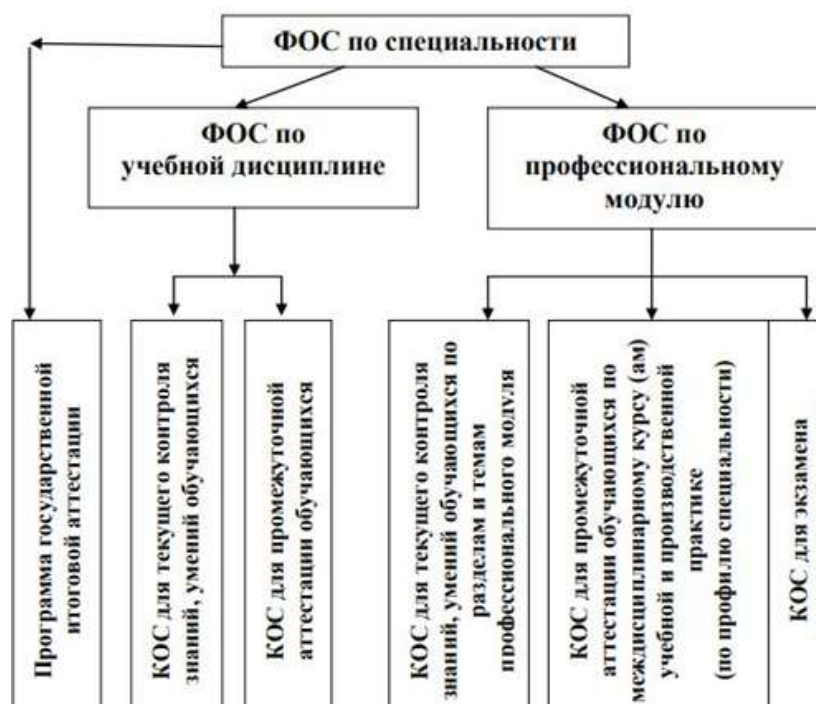 ФОС по специальности
ФОС по
учебной дисциплине
ФОС по
профессиональному
модулю
Программа государственной
итоговой аттестации
КОС для текущего контроля
знаний, умений обучающихся
КОС для промежуточной
аттестации обучающихся
КОС для текущего контроля
знаний, умений обучающихся по
разделам и темам
профессионального модуля
КОС для промежуточной
аттестации обучающихся по
междисциплинарному курсу (ам)
учебной и производственной
практике
(по профилю специальности)
КОС для экзамена